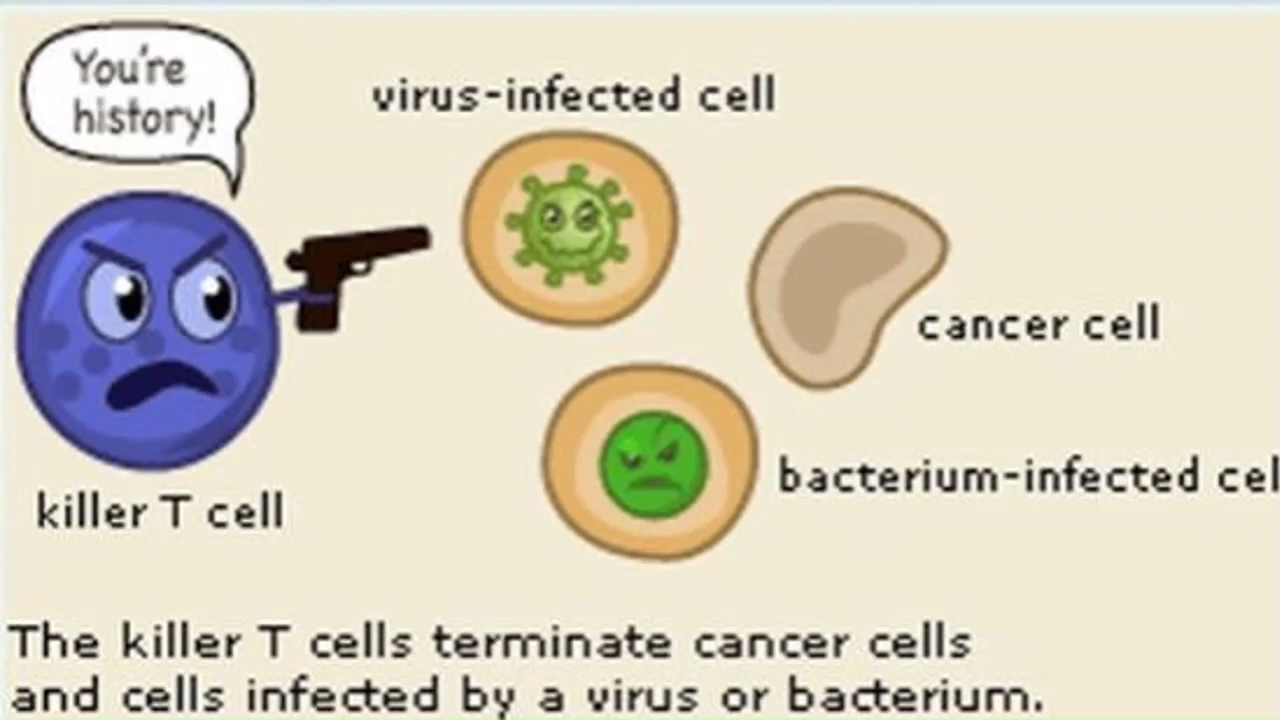 You're
history!
virus-infected cell
cancer cell
bacterium-infected cel
killer T cell
The killer T cells terminate cancer cells
and cells infected by a virus or bacterium.